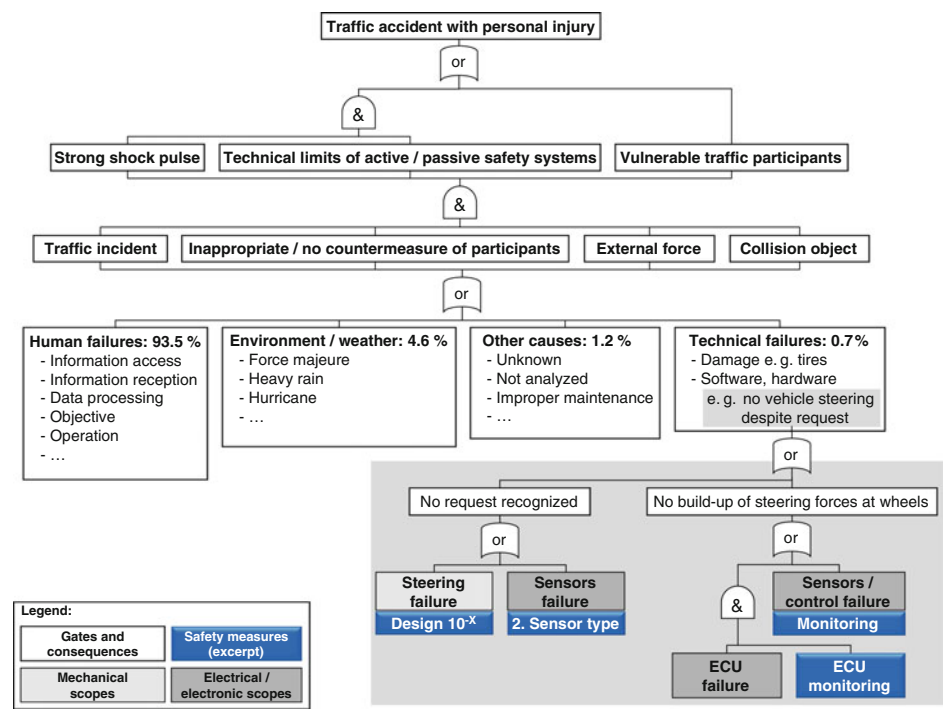 Traffic accident with personal injury
or
&
Strong shock pulse
Technical limits of active / passive safety systems
Vulnerable traffic participants
&
Traffic incident
Inappropriate / no countermeasure of participants
External force
Collision object
or
Human failures: 93.5 %
- Information access
- Information reception
- Data processing
- Objective
- Operation
- ...
Environment / weather: 4.6 %
- Force majeure
- Heavy rain
- Hurricane
- ...
Other causes: 1.2 %
- Unknown
- Not analyzed
- Improper maintenance
- ...
Technical failures: 0.7%
- Damage e. g. tires
- Software, hardware
e. g. no vehicle steering
despite request
or
No request recognized
No build-up of steering forces at wheels
or
or
Steering
failure
Design 10-X
Sensors
failure
2. Sensor type
&
Sensors /
control failure
Monitoring
ECU
failure
ECU
monitoring
Legend:
Gates and
consequences
Safety measures
(excerpt)
Mechanical
scopes
Electrical /
electronic scopes